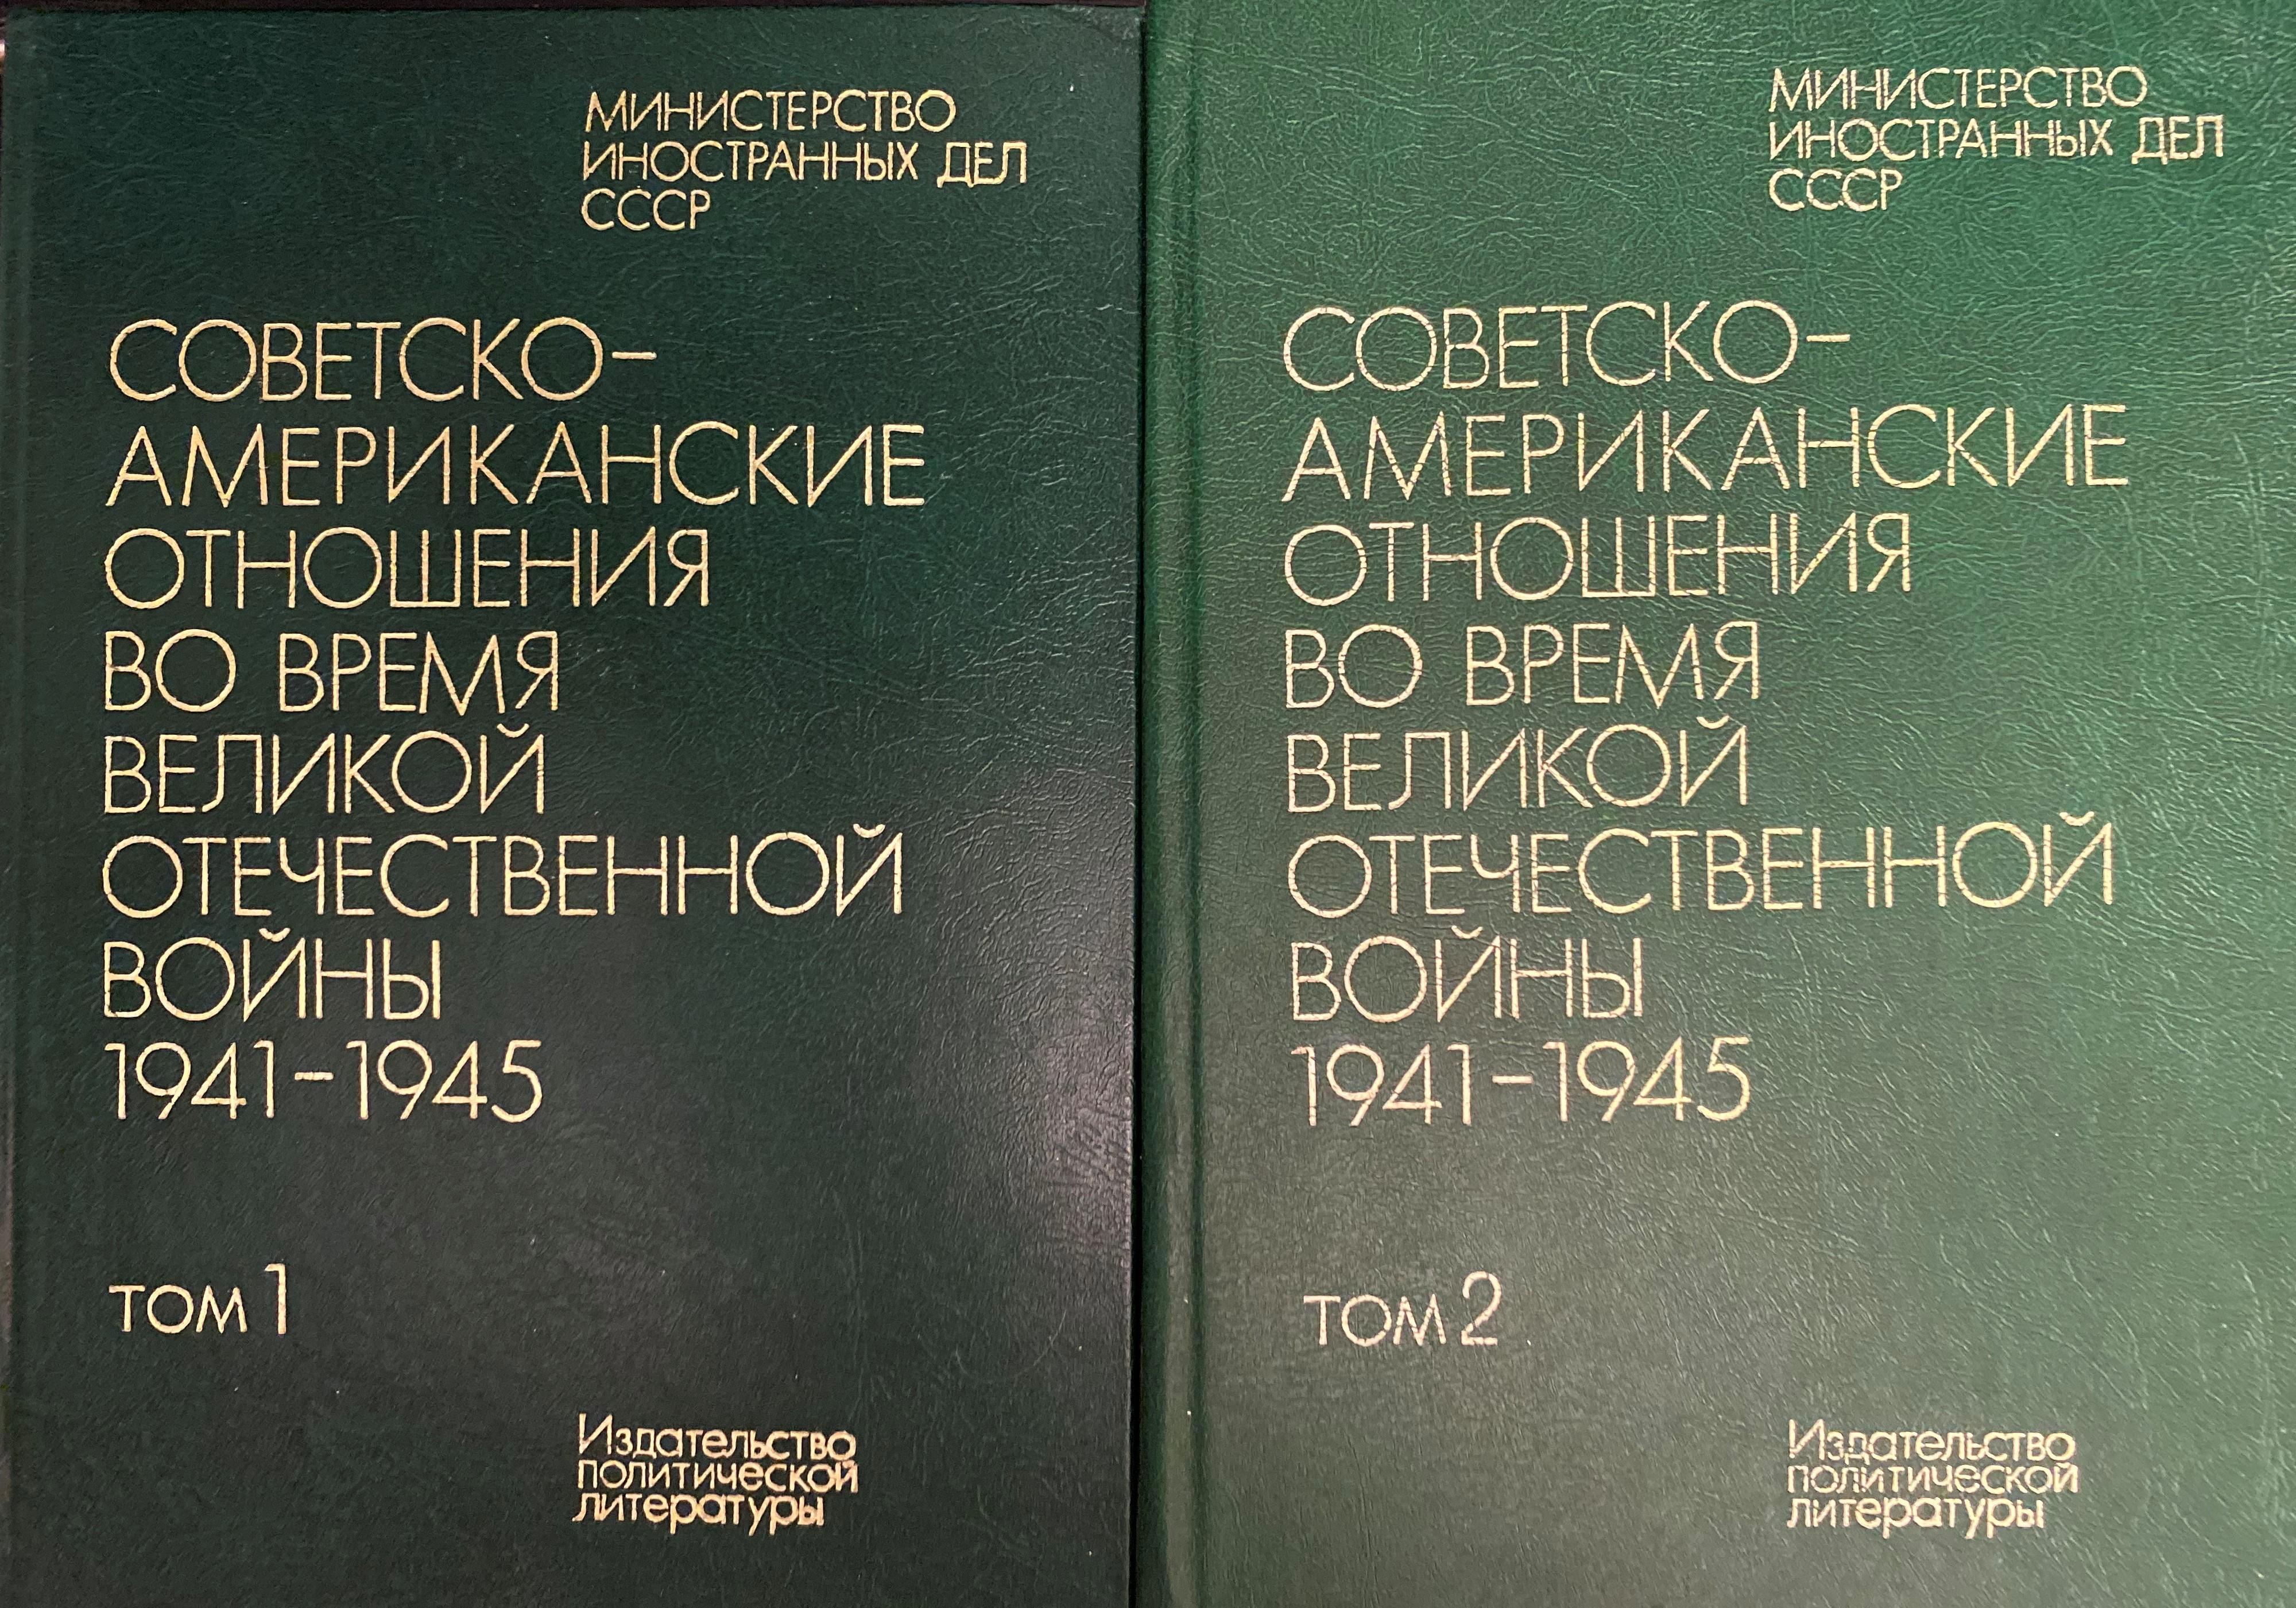 МИНИСТЕРСТВО
ИНОСТРАННЫХ ДЕЛ
СССР
СОВЕТСКО-
АМЕРИКАНСКИЕ
ОТНОШЕНИЯ
ВО ВРЕМЯ
ВЕЛИКОЙ
ОТЕЧЕСТВЕННОЙ
ВОЙНЫ
1941-1945
ТОМ 1
Издательство
политической
литературы
МИНИСТЕРСТВО
ИНОСТРАННЫХ ДЕЛ
СССР
СОВЕТСКО-
АМЕРИКАНСКИЕ
ОТНОШЕНИЯ
ВО ВРЕМЯ
ВЕЛИКОЙ
ОТЕЧЕСТВЕННОЙ
ВОЙНЫ
1941-1945
ТОМ 2
Издательство
политической
литературы